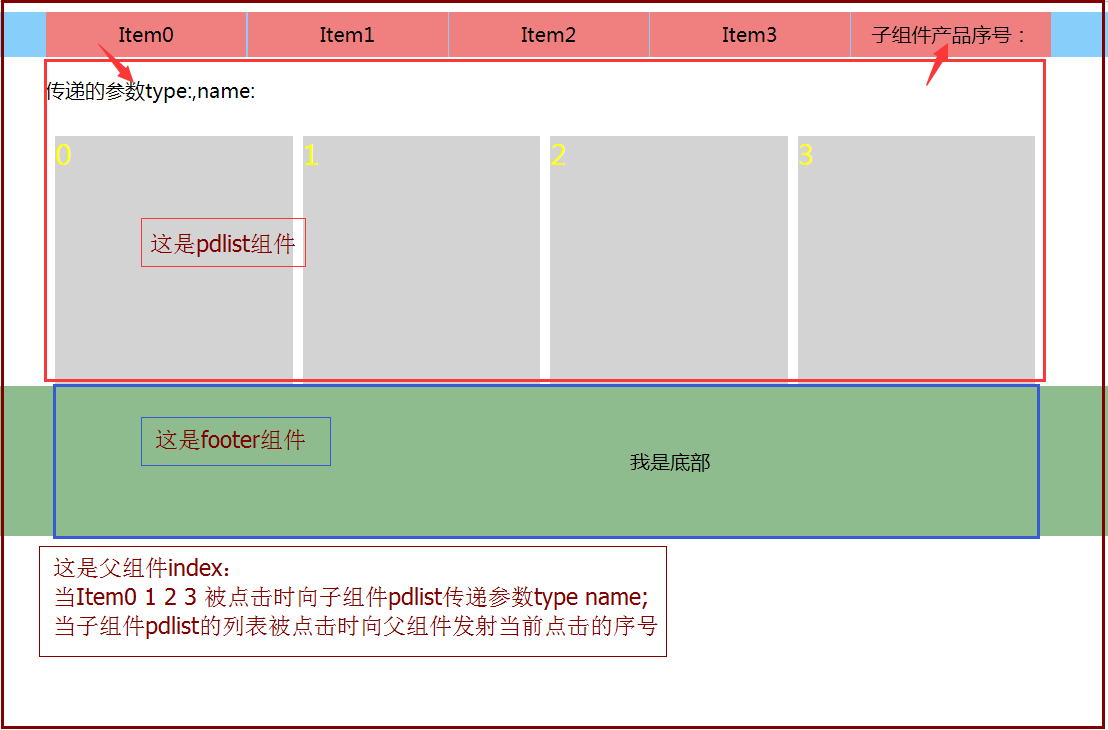 Item0
Item1
Item2
Item3
子组件产品序号：
传递的参数type:,name:
0
1
2
3
这是pdlist组件
这是footer组件
我是底部
这是父组件index：
当Item0 1 2 3 被点击时向子组件pdlist传递参数type name;
当子组件pdlist的列表被点击时向父组件发射当前点击的序号